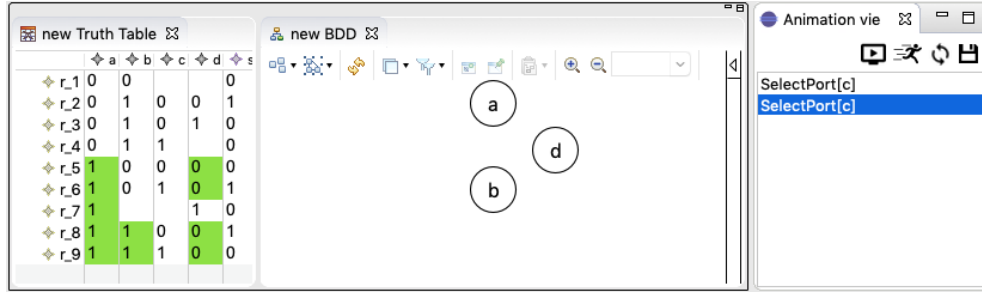 new Truth Table
a b c d s
r_1 0 0 0
r_2 0 1 0 0 1
r_3 0 1 0 1 0
r_4 0 1 1 0
r_5 1 0 0 0 0
r_6 1 0 1 0 1
r_7 1 1 0
r_8 1 1 0 0 1
r_9 1 1 1 0 0
new BDD
a
d
b
Animation vie
SelectPort[c]
SelectPort[c]